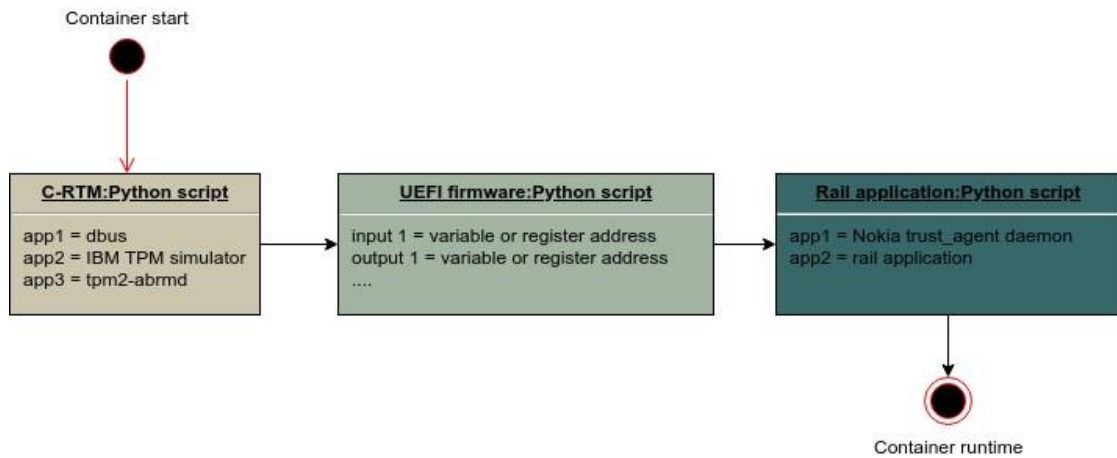 Container start
C-RTM:Python script
app1 = dbus
app2 = IBM TPM simulator
app3 = tpm2-abrmd
UEFI firmware:Python script
input 1 = variable or register address
output 1 = variable or register address
....
Rail application:Python script
app1 = Nokia trust_agent daemon
app2 = rail application
Container runtime